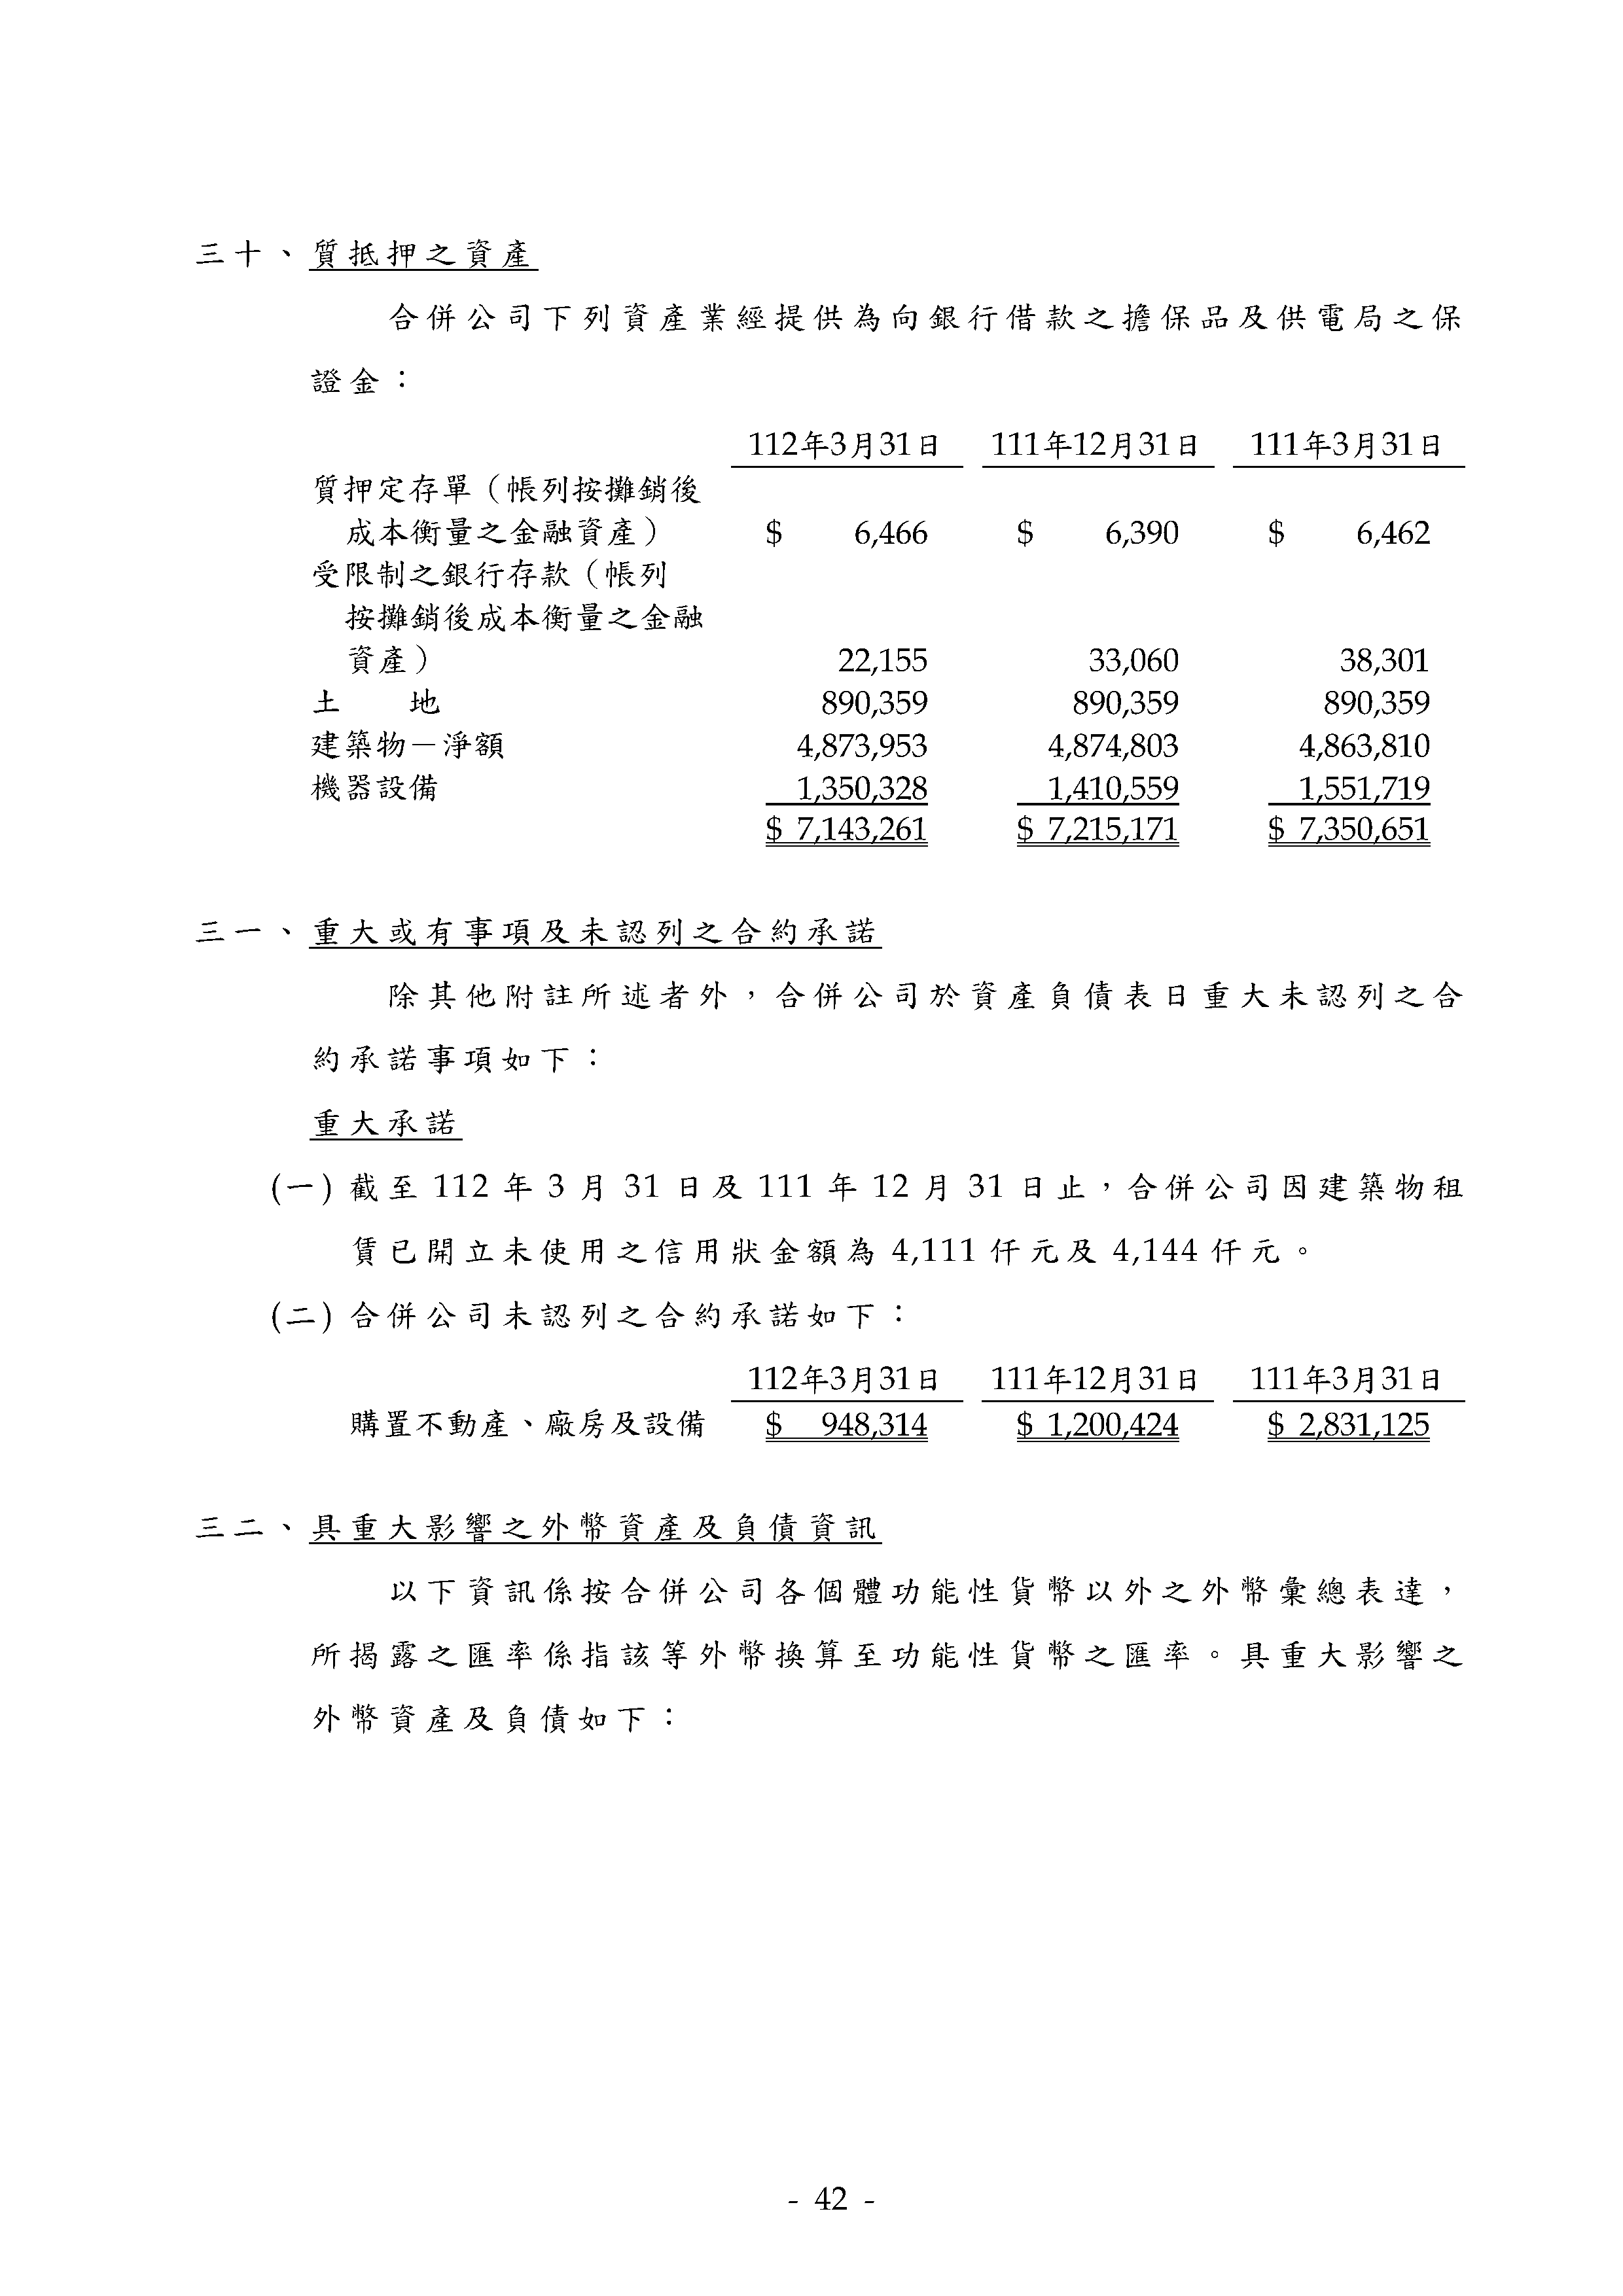 三十、質抵押之資產
合併公司下列資產業經提供為向銀行借款之擔保品及供電局之保
證金：
112年3月31日 111年12月31日 111年3月31日
質押定存單（帳列按攤銷後
成本衡量之金融資產） $ 6,466 $ 6,390 $ 6,462
受限制之銀行存款（帳列
按攤銷後成本衡量之金融
資產） 22,155 33,060 38,301
土 地 890,359 890,359 890,359
建築物－淨額 4,873,953 4,874,803 4,863,810
機器設備 1,350,328 1,410,559 1,551,719
$ 7,143,261 $ 7,215,171 $ 7,350,651
三一、重大或有事項及未認列之合約承諾
除其他附註所述者外，合併公司於資產負債表日重大未認列之合
約承諾事項如下：
重大承諾
(一) 截至 112 年 3 月 31 日及 111 年 12 月 31 日止，合併公司因建築物租
賃已開立未使用之信用狀金額為 4,111 仟元及 4,144 仟元。
(二) 合併公司未認列之合約承諾如下：
112年3月31日 111年12月31日 111年3月31日
購置不動產、廠房及設備 $ 948,314 $ 1,200,424 $ 2,831,125
三二、具重大影響之外幣資產及負債資訊
以下資訊係按合併公司各個體功能性貨幣以外之外幣彙總表達，
所揭露之匯率係指該等外幣換算至功能性貨幣之匯率。具重大影響之
外幣資產及負債如下：
- 42 -